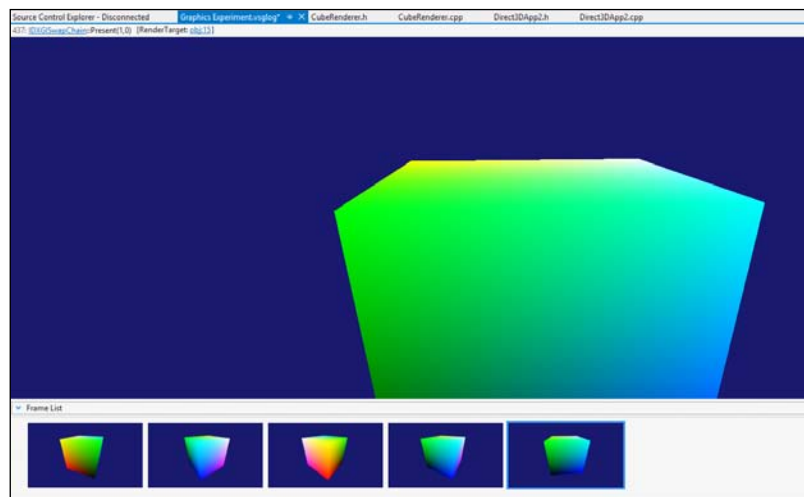 Source Control Explorer - Disconnected Graphics Experiment.vsglog* CubeRenderer.h CubeRenderer.cpp Direct3DApp2.h Direct3DApp2.cpp
437: IDXGISwapChain::Present(1,0) [RenderTarget: obj:15]
Frame List